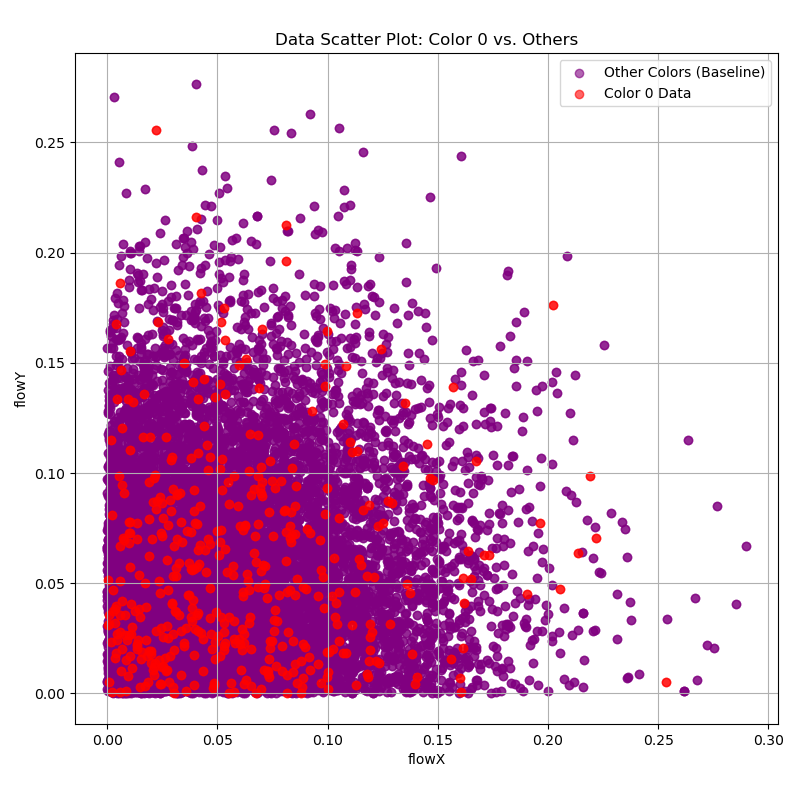 Data Scatter Plot: Color 0 vs. Others
Other Colors (Baseline)
Color 0 Data
flowY
0.25
0.20
0.15
0.10
0.05
0.00
0.00 0.05 0.10 0.15 0.20 0.25 0.30
flowX